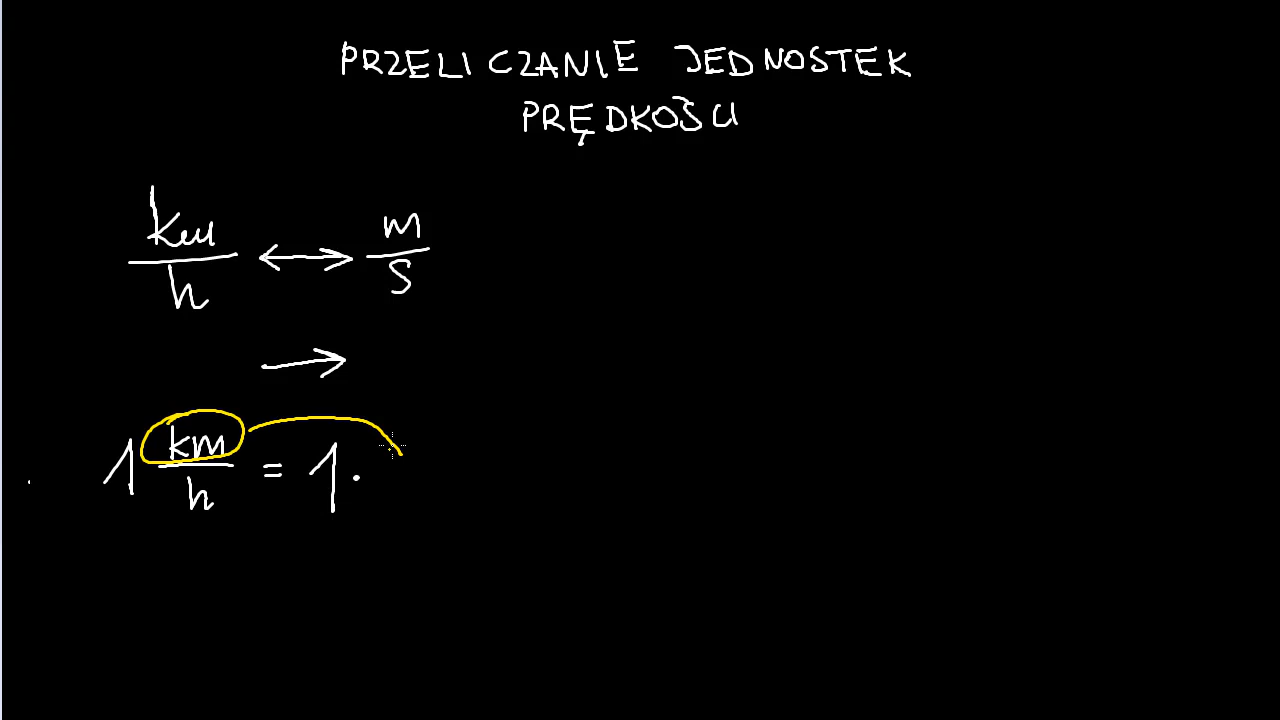 PRZELICZANIE JEDNOSTEK
PRĘDKOŚCI
km/h ↔ m/s
→
1 km/h = 1 ·